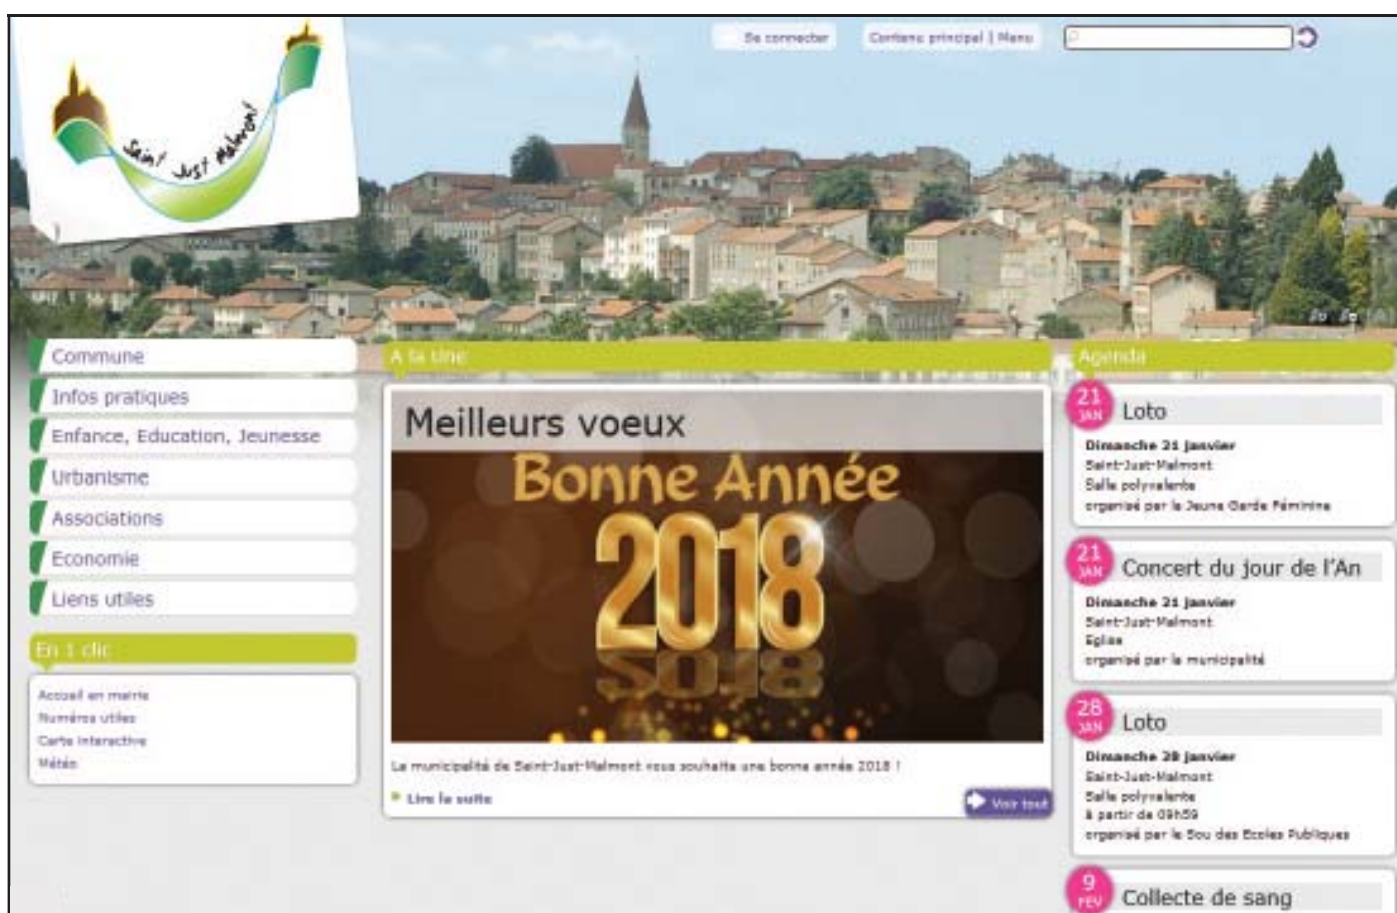 Saint Just Malmont
Se connecter
Contenu principal | Menu
Commune
Infos pratiques
Enfance, Education, Jeunesse
Urbanisme
Associations
Economie
Liens utiles
En 1 clic
Accueil en mairie
Numéros utiles
Carte interactive
Météo
A la Une
Meilleurs voeux
Bonne Année
2018
La municipalité de Saint-Just-Malmont vous souhaite une bonne année 2018 !
Lire la suite
Voir tout
Agenda
21
JAN
Loto
Dimanche 21 janvier
Saint-Just-Malmont
Salle polyvalente
organisé par la Jeune Garde Féminine
21
JAN
Concert du jour de l'An
Dimanche 21 janvier
Saint-Just-Malmont
Eglise
organisé par la municipalité
28
JAN
Loto
Dimanche 28 janvier
Saint-Just-Malmont
Salle polyvalente
à partir de 09h59
organisé par le Sou des Ecoles Publiques
9
FEV
Collecte de sang